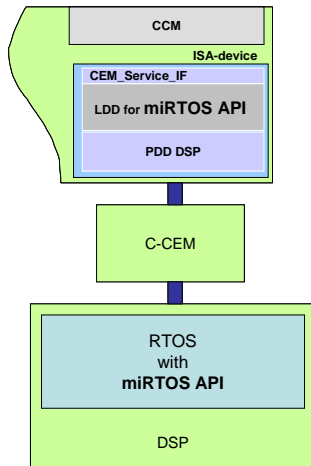 CCM
ISA-device
CEM_Service_IF
LDD for miRTOS API
PDD DSP
C-CEM
RTOS
with
miRTOS API
DSP